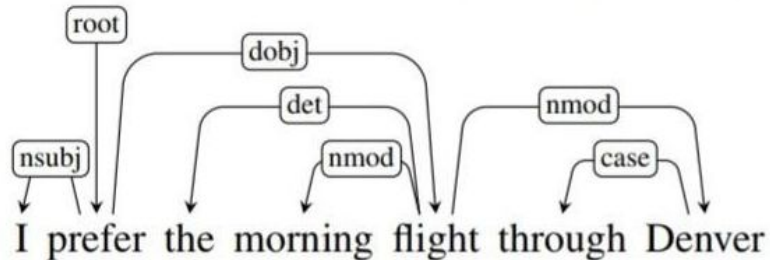 root
dobj
det nmod
nsubj nmod case
I prefer the morning flight through Denver